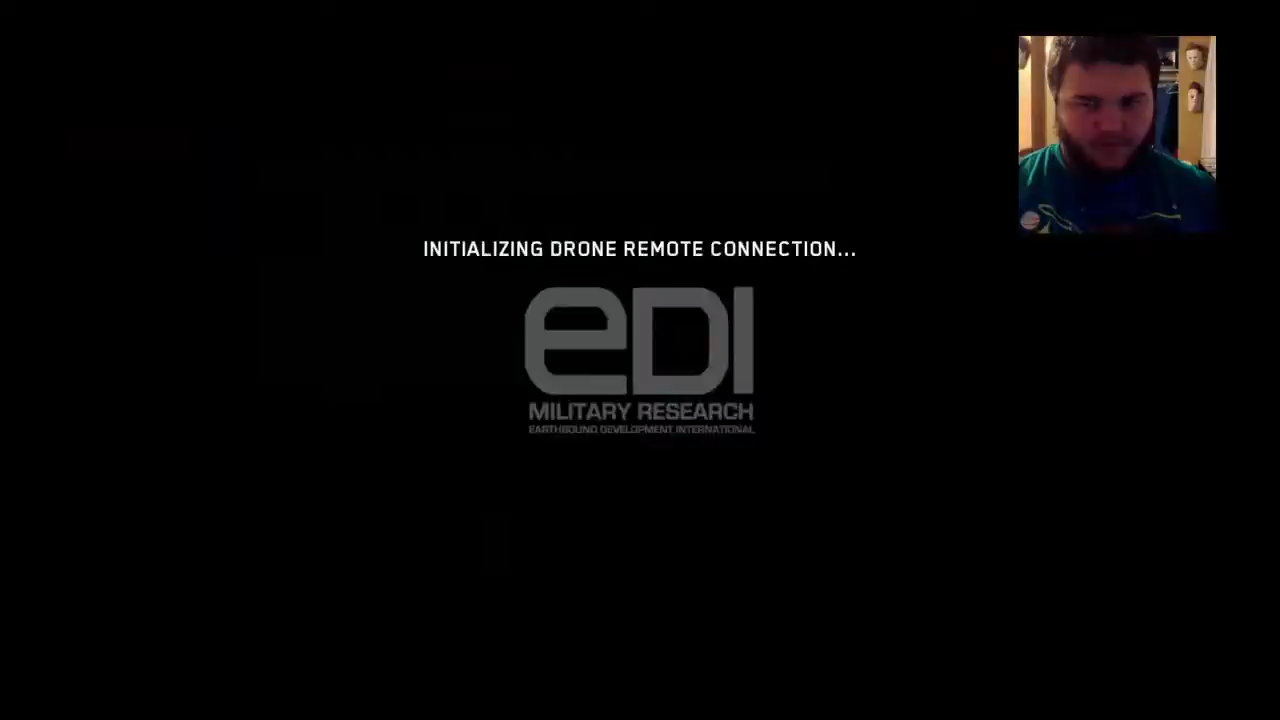 INITIALIZING DRONE REMOTE CONNECTION...
eDI
MILITARY RESEARCH
EARTHBOUND DEVELOPMENT INTERNATIONAL